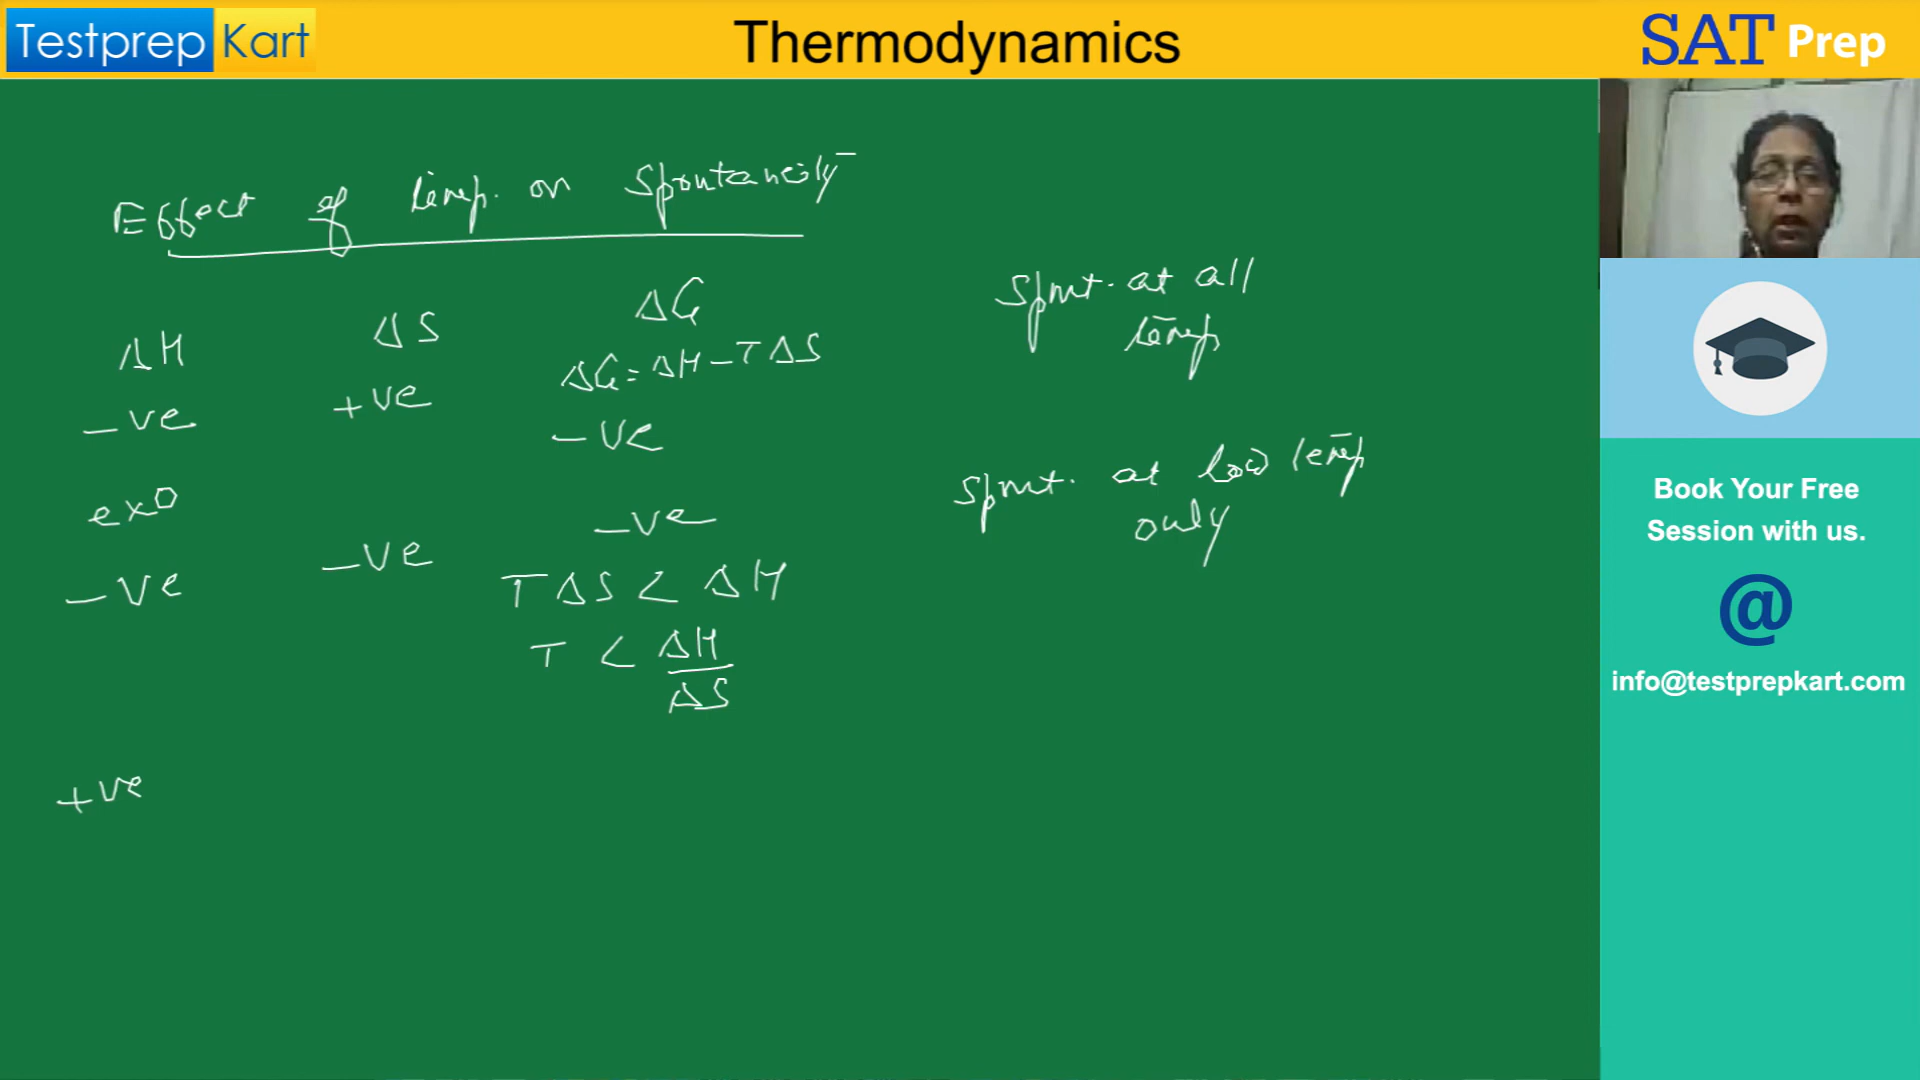 Testprep Kart
Thermodynamics
SAT Prep
Effect of temp. on Spontaneity
ΔH ΔS ΔG
ΔG = ΔH - TΔS
-ve +ve -ve
Spont. at all
temp
exo
-ve -ve -ve
Spont. at low temp
only
TΔS < ΔH
T < ΔH
ΔS
+ve
Book Your Free
Session with us.
@
info@testprepkart.com